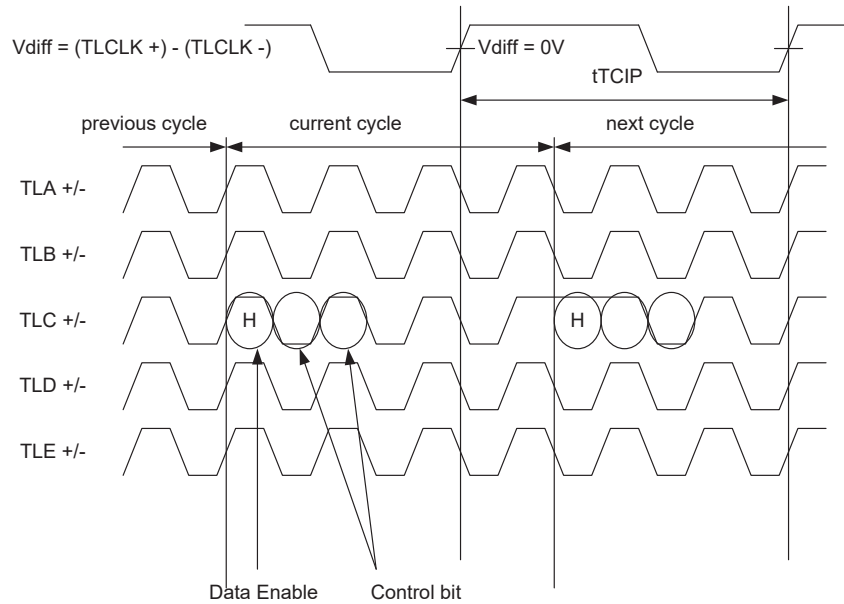 Vdiff = (TLCLK +) - (TLCLK -)
Vdiff = 0V
tTCIP
previous cycle
current cycle
next cycle
TLA +/-
TLB +/-
TLC +/-
H
H
TLD +/-
TLE +/-
Data Enable
Control bit